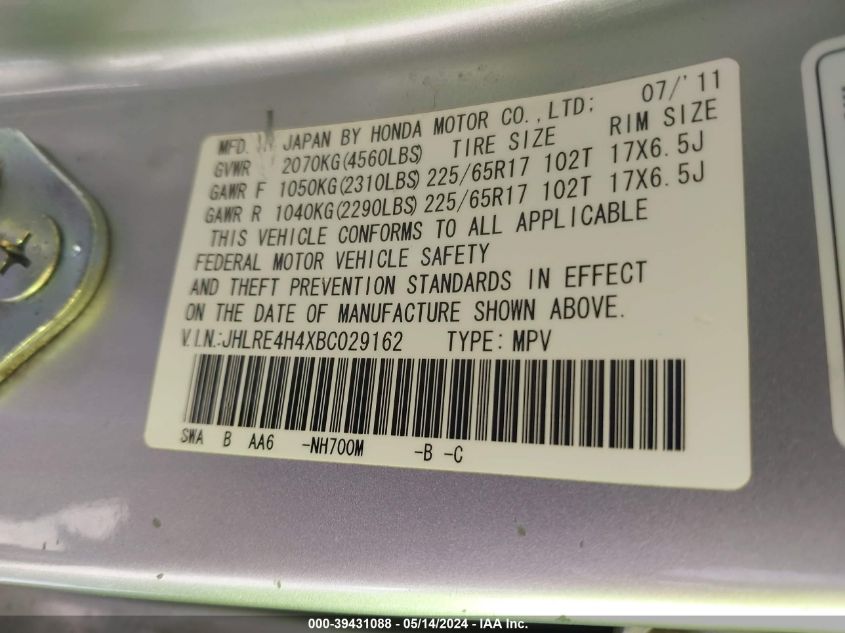 MFD. IN JAPAN BY HONDA MOTOR CO.,LTD; 07/'11
GVWR 2070KG(4560LBS) TIRE SIZE RIM SIZE
GAWR F 1050KG(2310LBS) 225/65R17 102T 17X6.5J
GAWR R 1040KG(2290LBS) 225/65R17 102T 17X6.5J
THIS VEHICLE CONFORMS TO ALL APPLICABLE
FEDERAL MOTOR VEHICLE SAFETY
AND THEFT PREVENTION STANDARDS IN EFFECT
ON THE DATE OF MANUFACTURE SHOWN ABOVE.
V.I.N.:JHLRE4H4XBC029162 TYPE: MPV
SWA B AA6 -NH700M -B -C
000-39431088 - 05/14/2024 - IAA Inc.